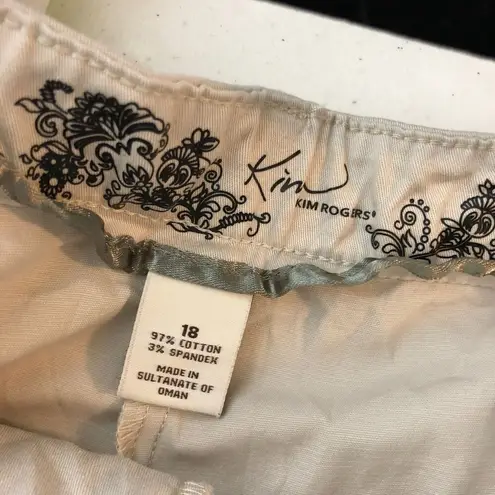 Kim
KIM ROGERS®
18
97% COTTON
3% SPANDEX
MADE IN
SULTANATE OF
OMAN